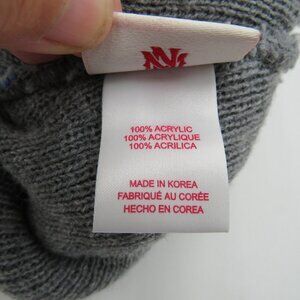 100% ACRYLIC
100% ACRYLIQUE
100% ACRILICA
MADE IN KOREA
FABRIQUÉ AU CORÉE
HECHO EN COREA